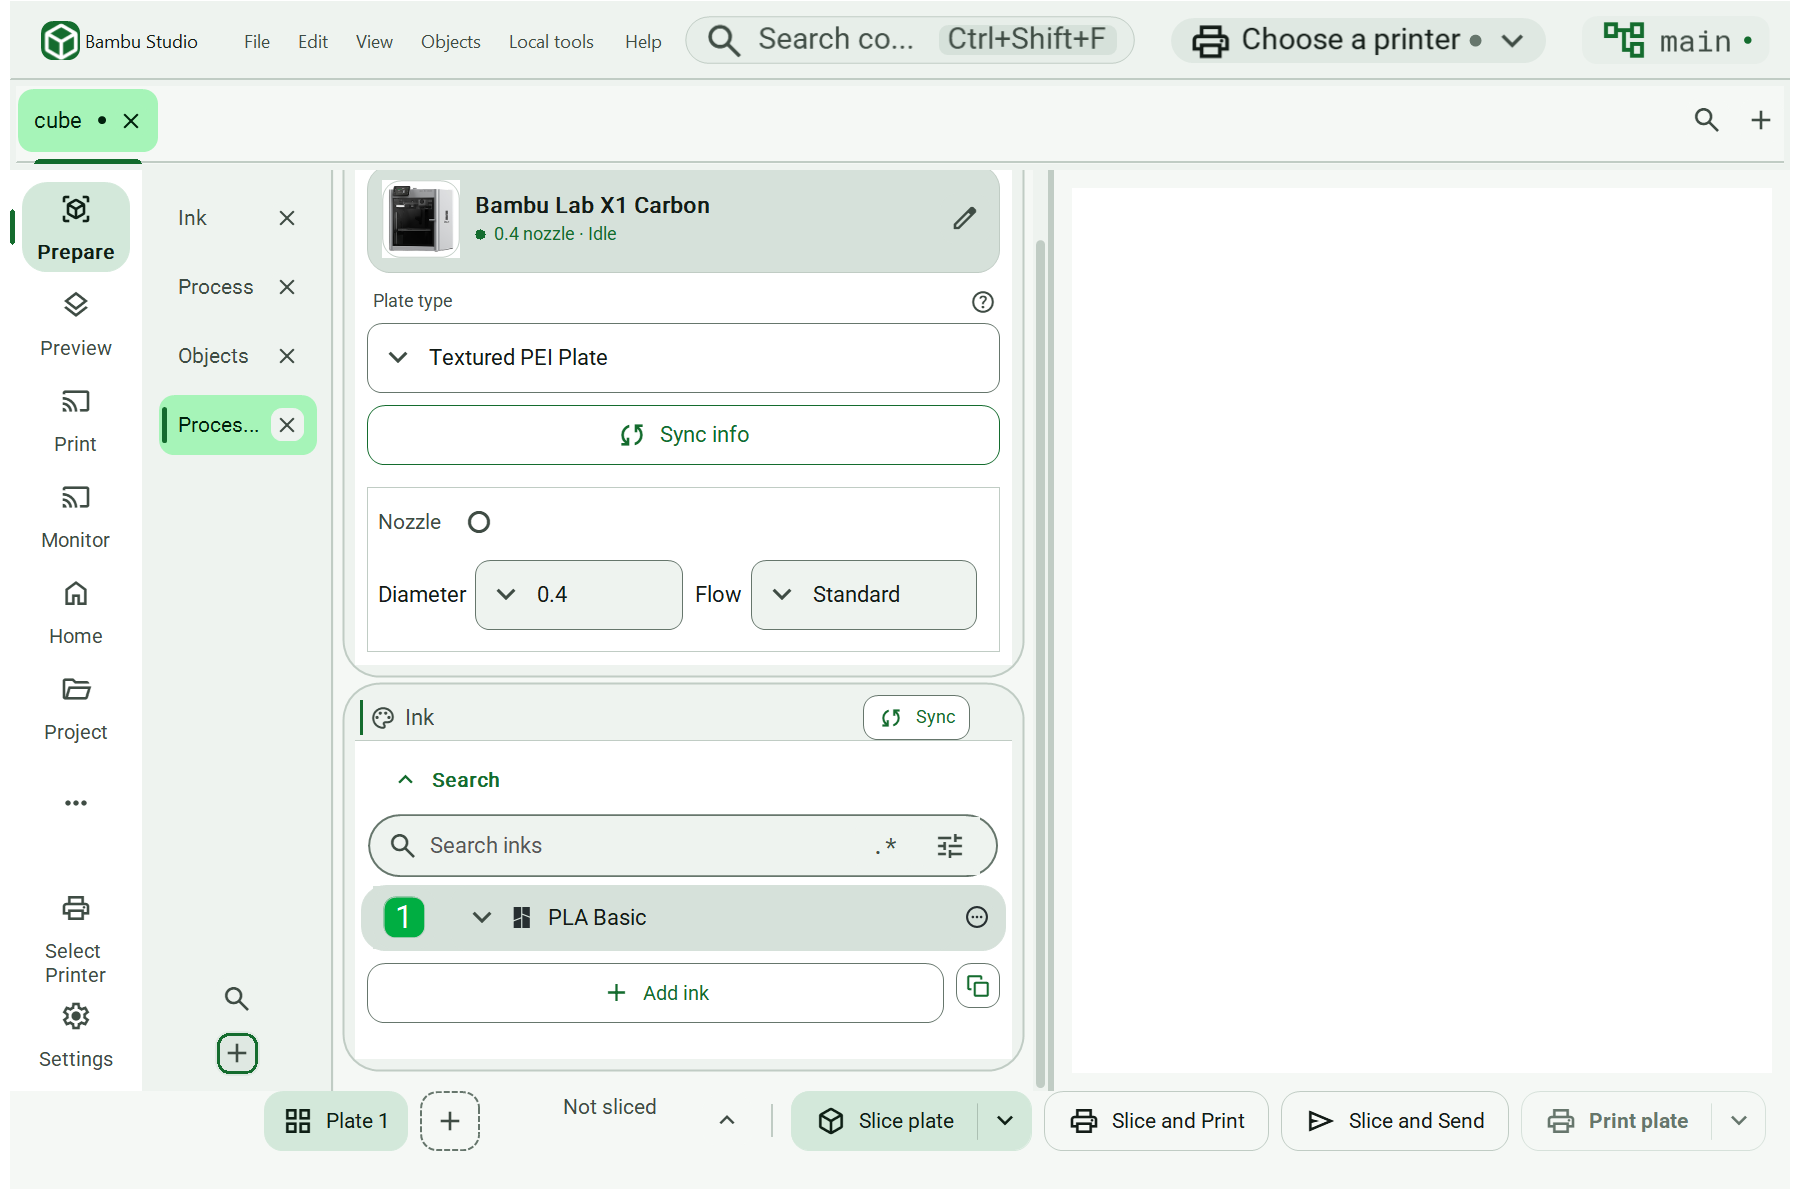 Bambu Studio File Edit View Objects Local tools Help Search co... Ctrl+Shift+F Choose a printer main
cube
Prepare
Preview
Print
Monitor
Home
Project
Select
Printer
Settings
Ink
Process
Objects
Proces...
Bambu Lab X1 Carbon
0.4 nozzle · Idle
Plate type
Textured PEI Plate
Sync info
Nozzle
Diameter 0.4 Flow Standard
Ink Sync
Search
Search inks .*
1 PLA Basic
Add ink
Plate 1 Not sliced Slice plate Slice and Print Slice and Send Print plate